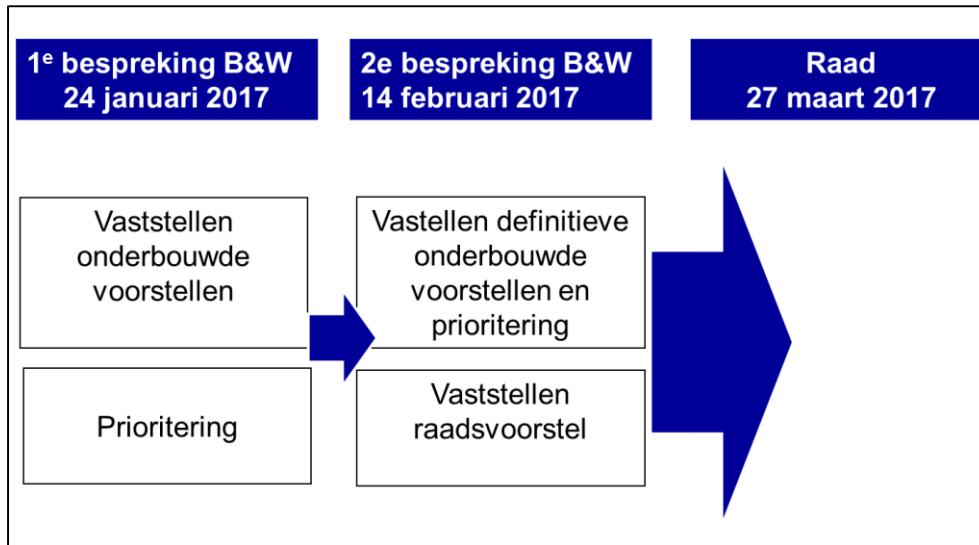 1e bespreking B&W
24 januari 2017
2e bespreking B&W
14 februari 2017
Raad
27 maart 2017
Vaststellen
onderbouwde
voorstellen
Prioritering
Vastellen definitieve
onderbouwde
voorstellen en
prioritering
Vaststellen
raadsvoorstel